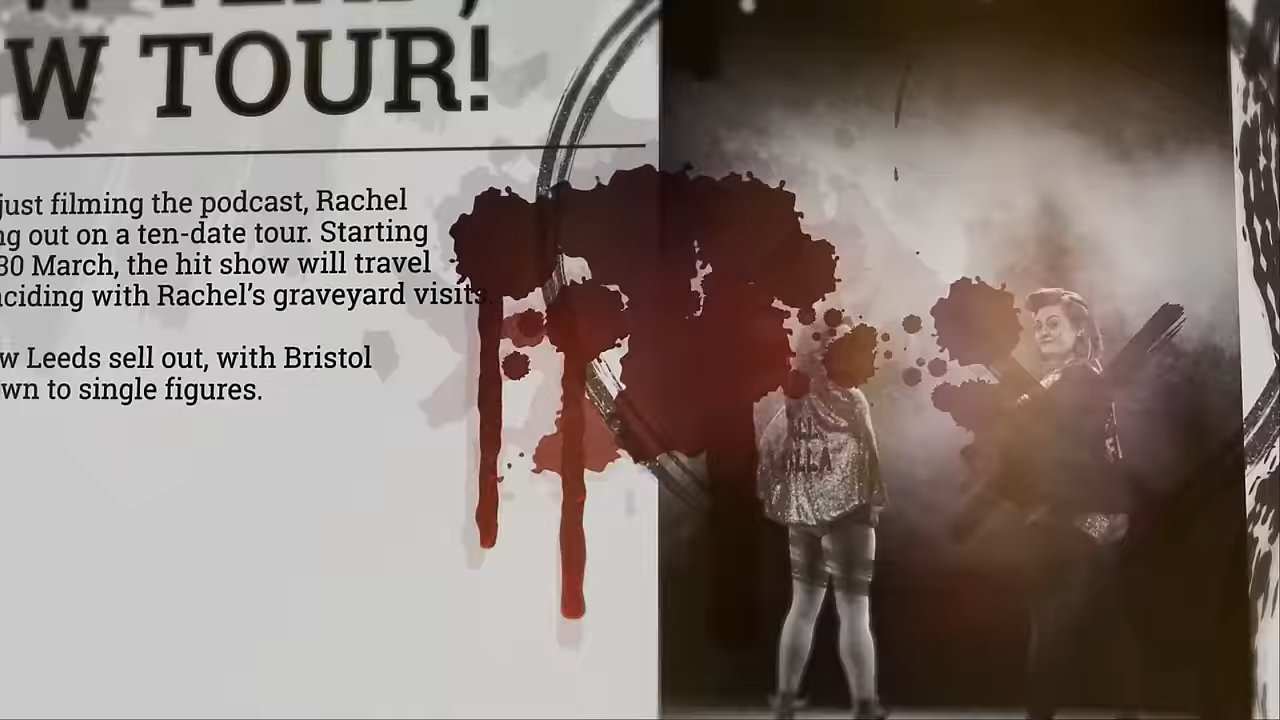 W TOUR!
just filming the podcast, Rachel
ng out on a ten-date tour. Starting
30 March, the hit show will travel
nciding with Rachel's graveyard visits.
w Leeds sell out, with Bristol
wn to single figures.